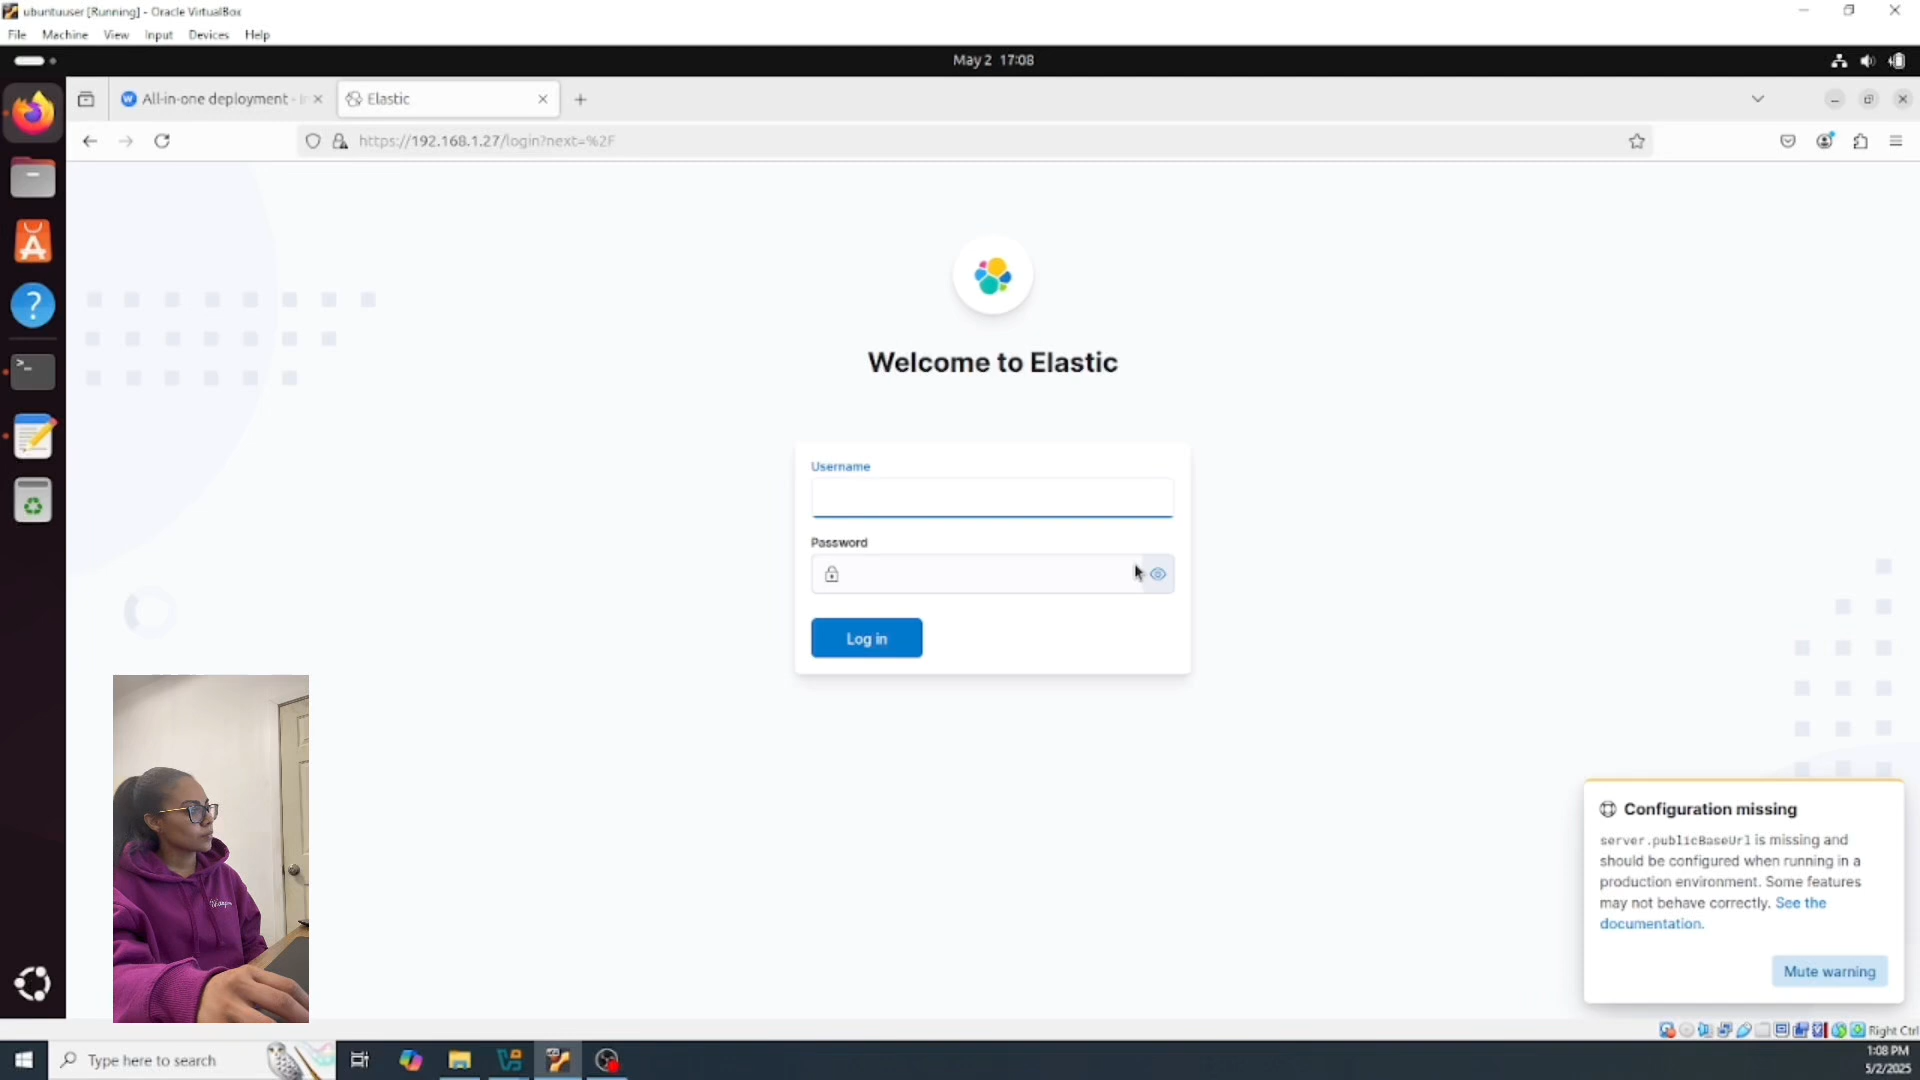 ubuntuuser [Running] - Oracle VirtualBox
File Machine View Input Devices Help
May 2 17:08
All-in-one deployment - In
Elastic
https://192.168.1.27/login?next=%2F
Welcome to Elastic
Username
Password
Log in
Configuration missing
server.publicBaseUrl is missing and
should be configured when running in a
production environment. Some features
may not behave correctly. See the
documentation.
Mute warning
Right Ctrl
Type here to search
1:08 PM
5/2/2025